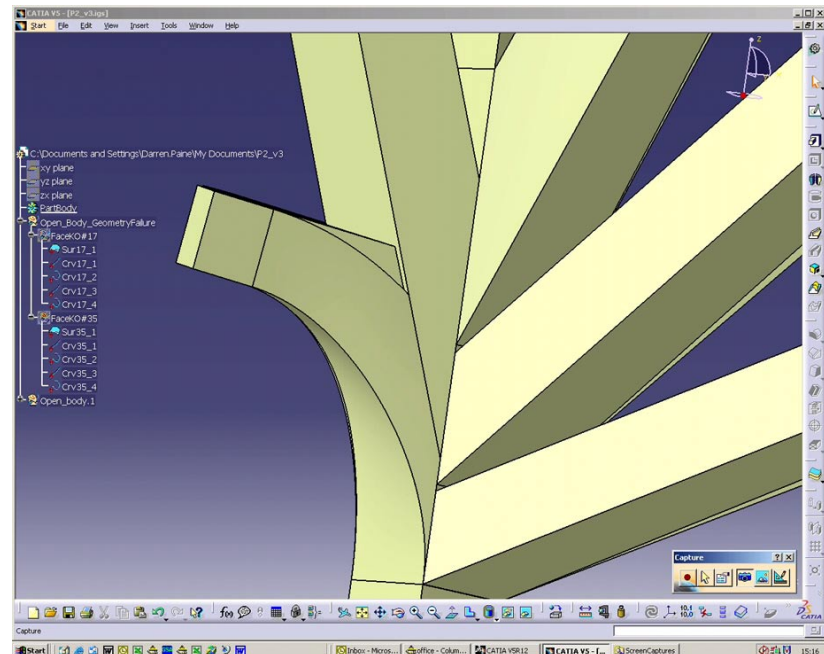 CATIA V5 - [P2_v3.igs]
Start File Edit View Insert Tools Window Help
z
C:\Documents and Settings\Darren.Paine\My Documents\P2_v3
xy plane
yz plane
zx plane
PartBody
Open_Body_GeometryFailure
FaceKO#17
Sur17_1
Crv17_1
Crv17_2
Crv17_3
Crv17_4
FaceKO#35
Sur35_1
Crv35_1
Crv35_2
Crv35_3
Crv35_4
Open_body.1
Capture
CATIA
Capture
Start Inbox - Micros... office - Colum... CATIA V5R12 CATIA V5 - [... ScreenCaptures 15:16